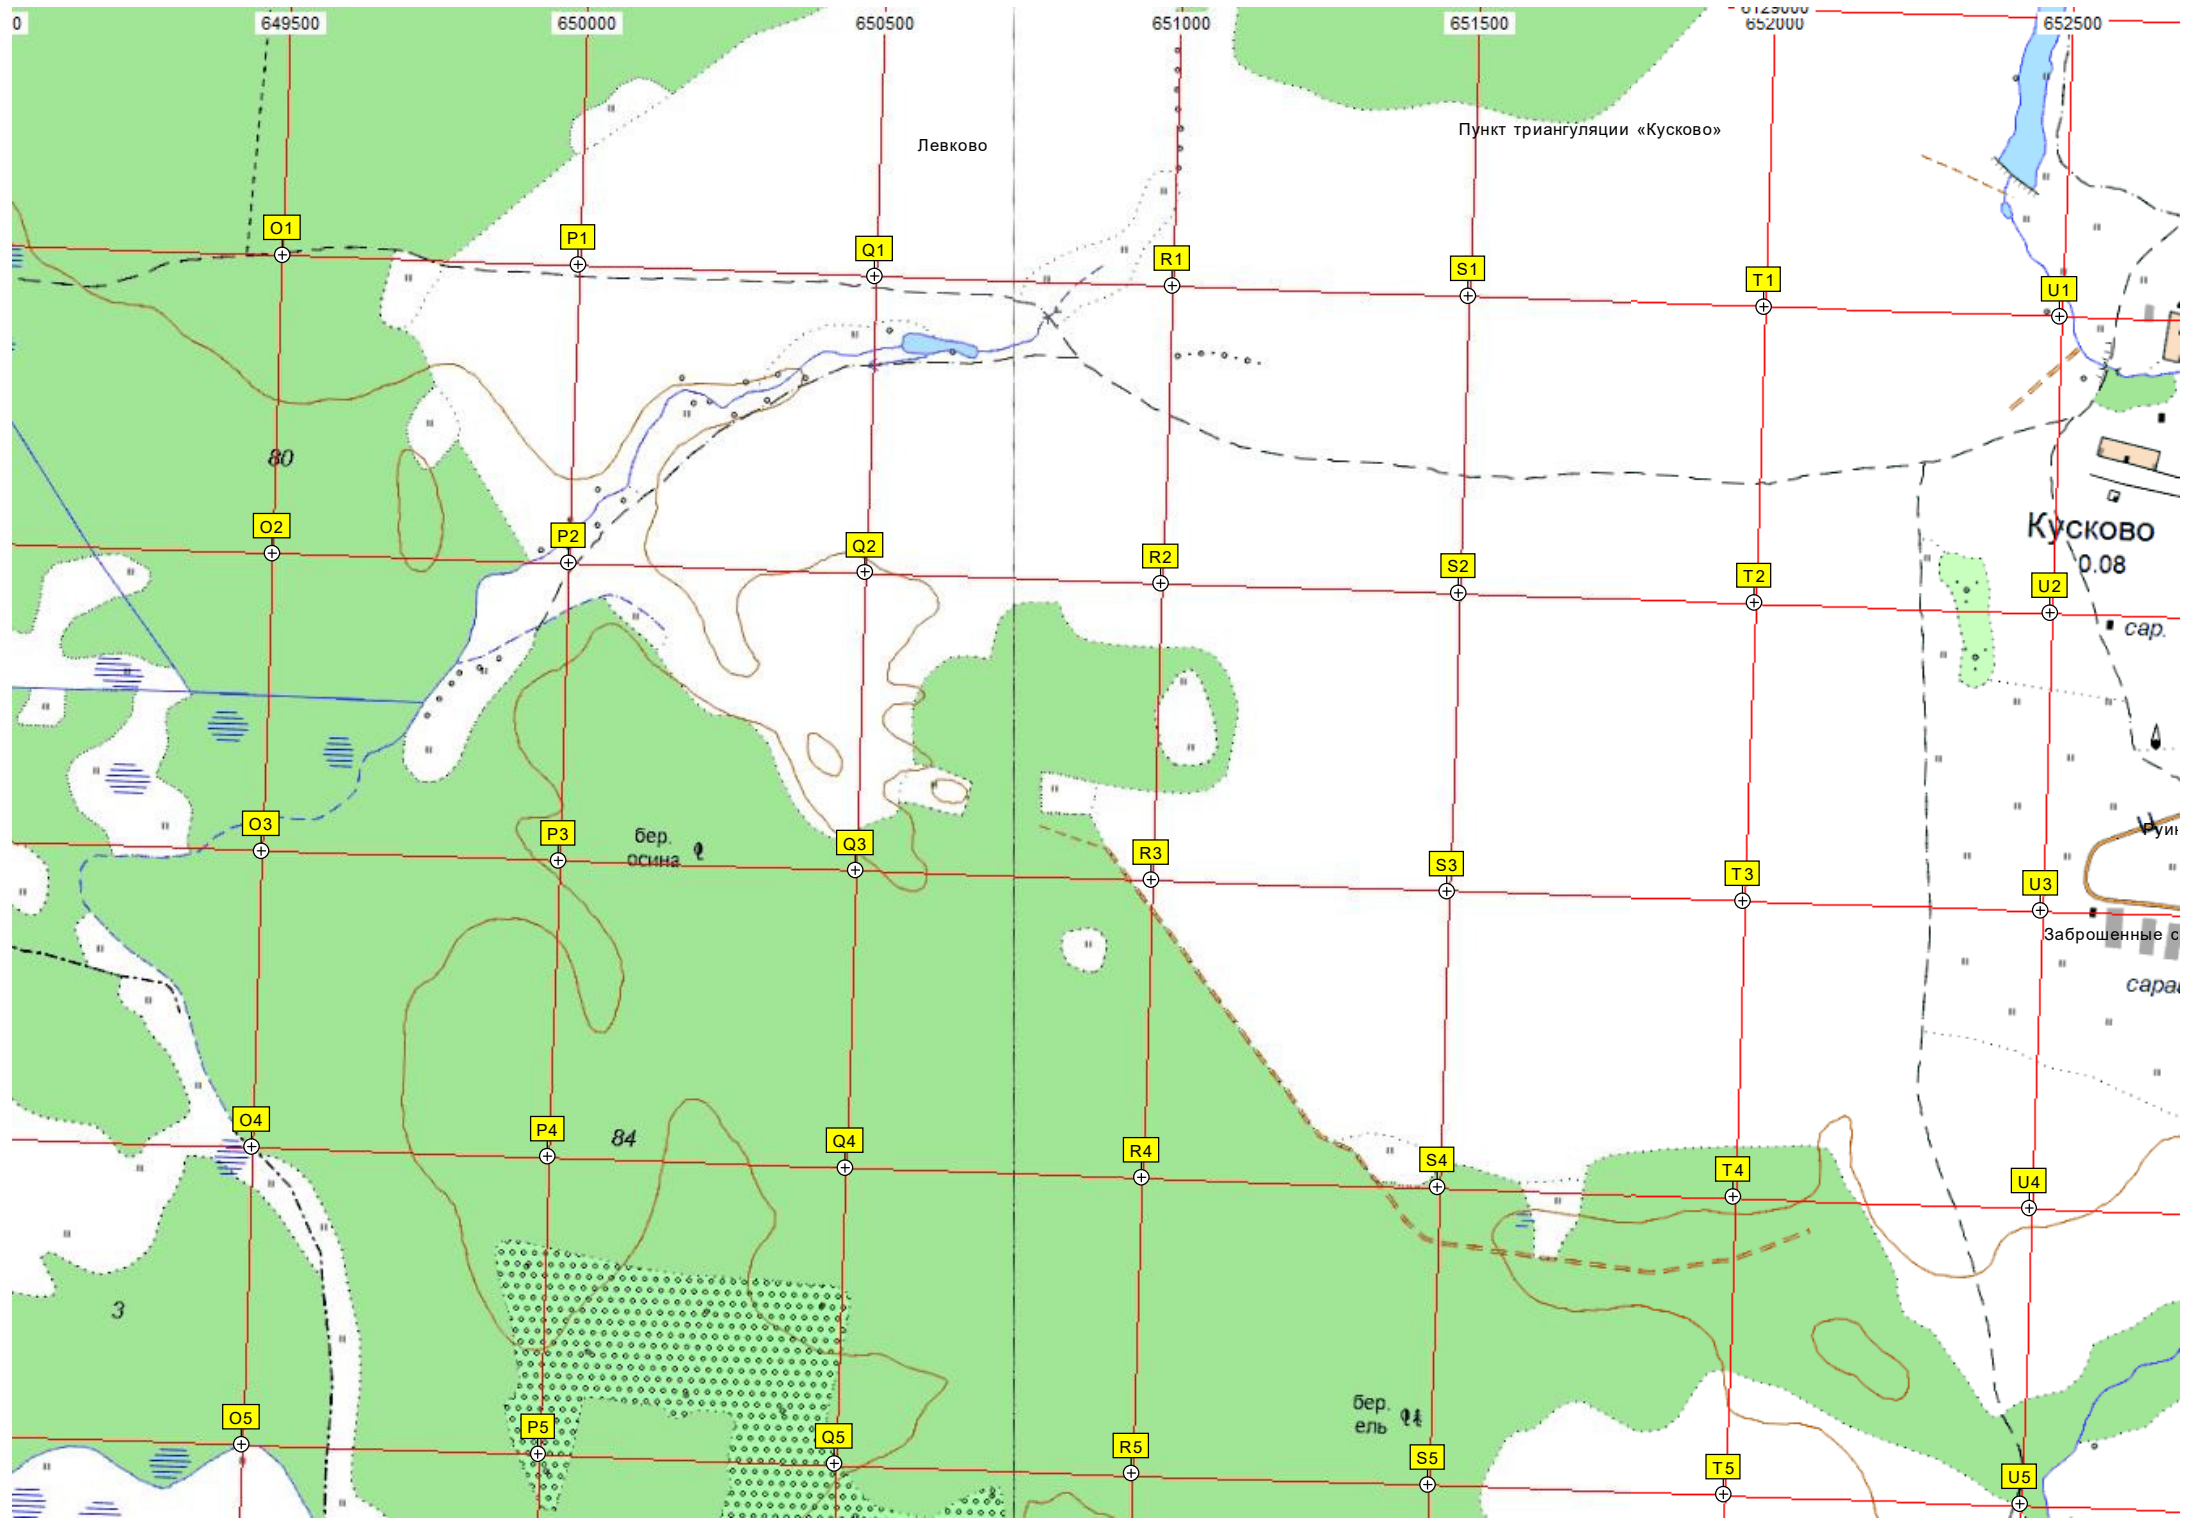 0
649500
650000
650500
651000
651500
6129000
652000
652500
Левково
Пункт триангуляции «Кусково»
O1
P1
Q1
R1
S1
T1
U1
80
O2
P2
Q2
R2
S2
T2
U2
Кусково
0.08
сар.
O3
P3
Q3
R3
S3
T3
U3
бер.
осина
Руин
Заброшенные с
сарай
O4
P4
Q4
R4
S4
T4
U4
84
3
бер.
ель
O5
P5
Q5
R5
S5
T5
U5